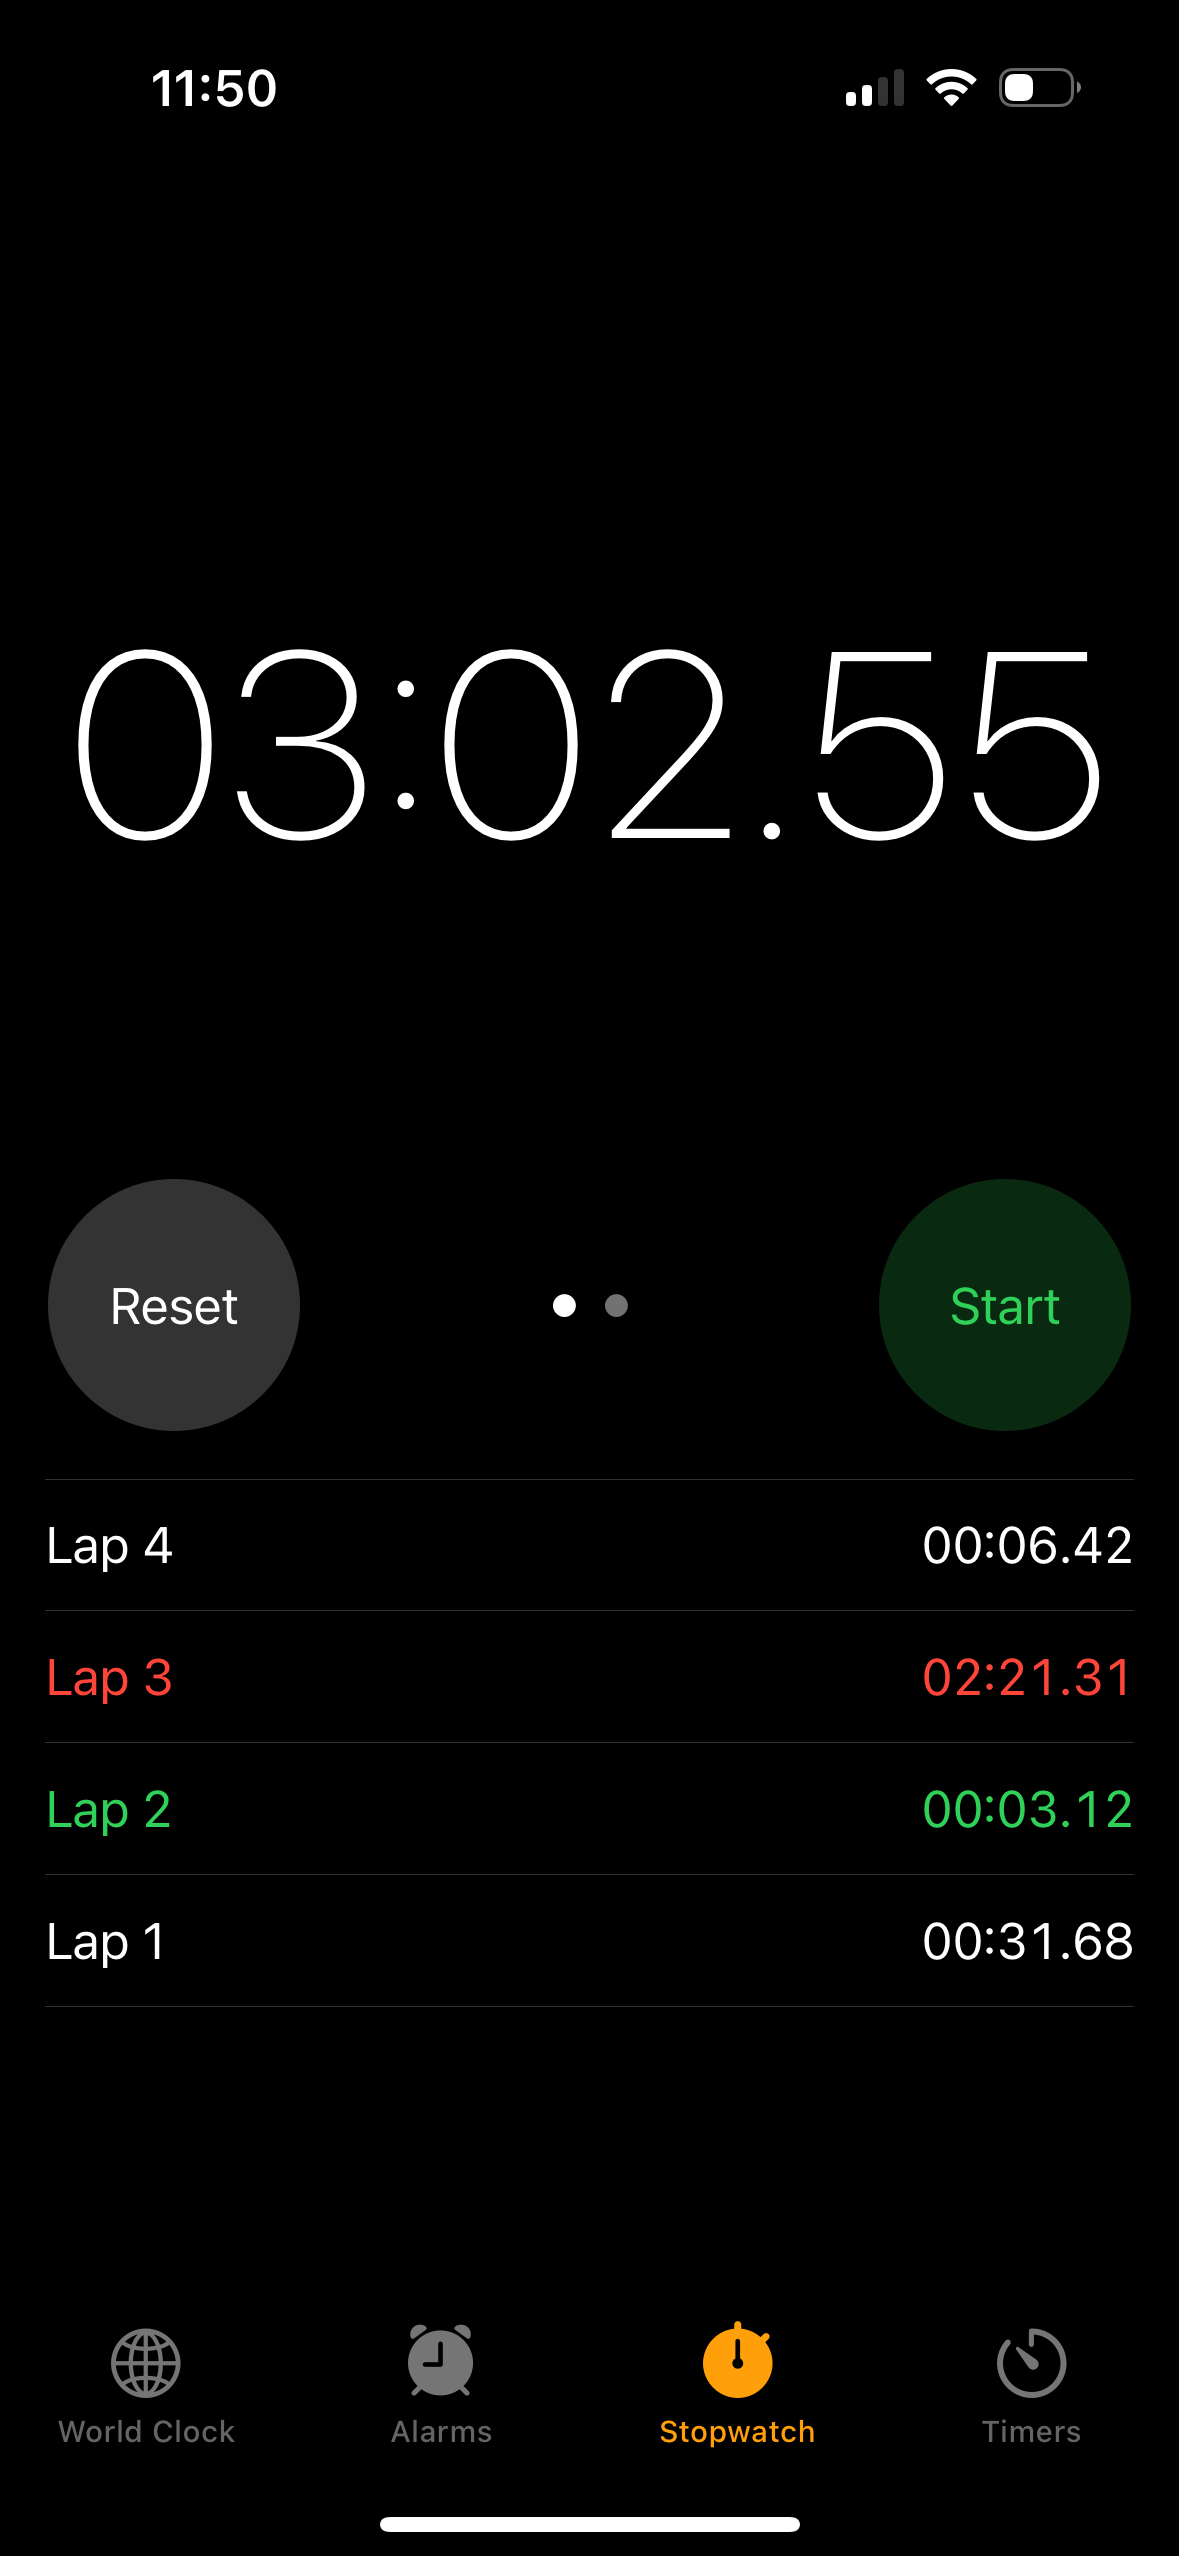 11:50
03:02.55
Reset
Start
Lap 4 00:06.42
Lap 3 02:21.31
Lap 2 00:03.12
Lap 1 00:31.68
World Clock Alarms Stopwatch Timers